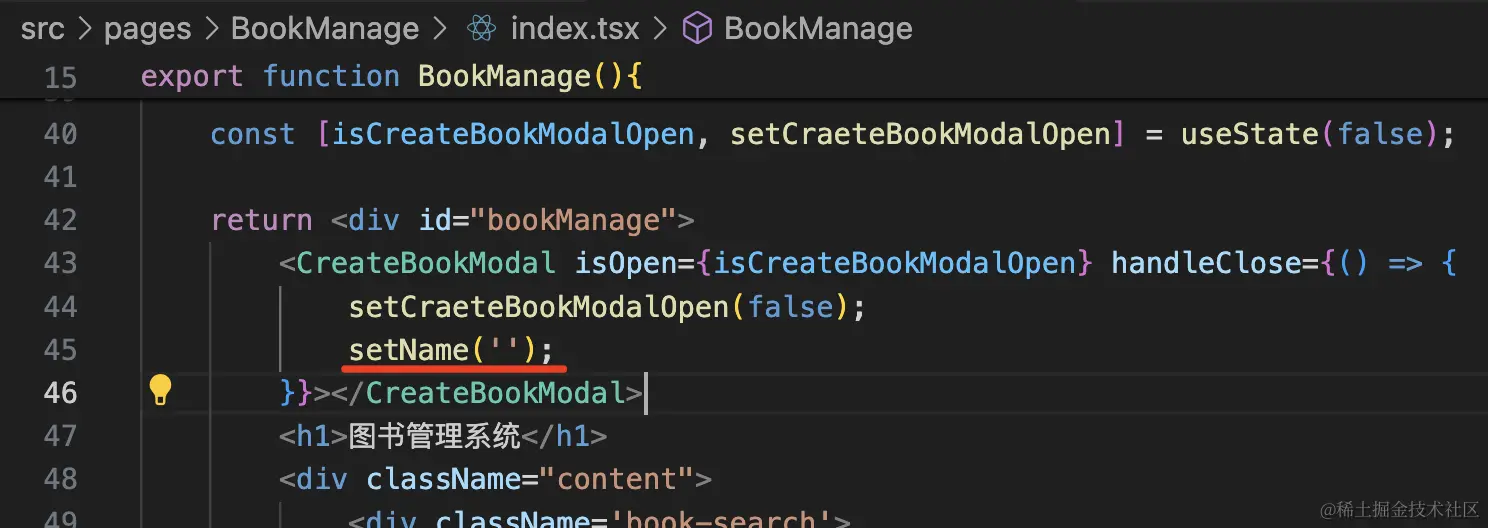 src > pages > BookManage > index.tsx > BookManage
15 export function BookManage(){
40 const [isCreateBookModalOpen, setCraeteBookModalOpen] = useState(false);
41
42 return <div id="bookManage">
43 <CreateBookModal isOpen={isCreateBookModalOpen} handleClose={() => {
44 setCraeteBookModalOpen(false);
45 setName('');
46 }}></CreateBookModal>
47 <h1>图书管理系统</h1>
48 <div className="content">
49 <div className='book-search'>
@稀土掘金技术社区